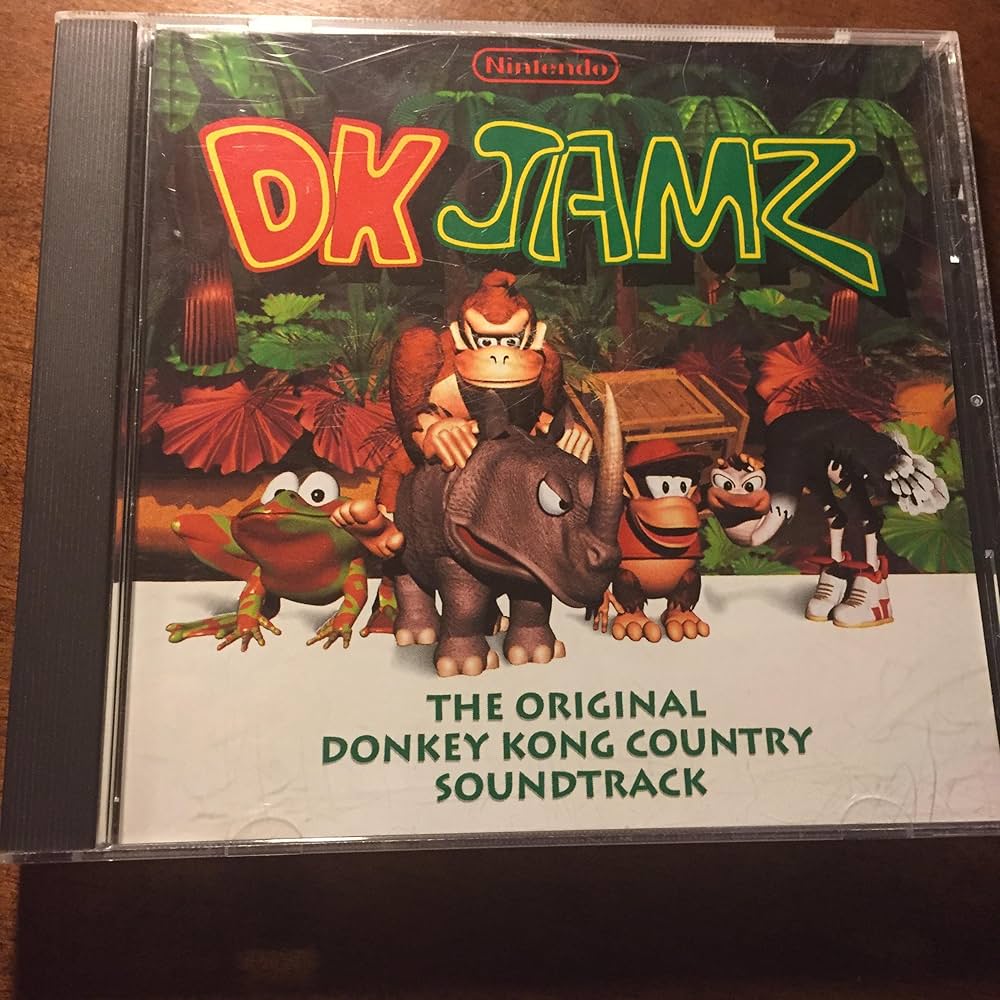 Nintendo
DK JAMZ
THE ORIGINAL
DONKEY KONG COUNTRY
SOUNDTRACK